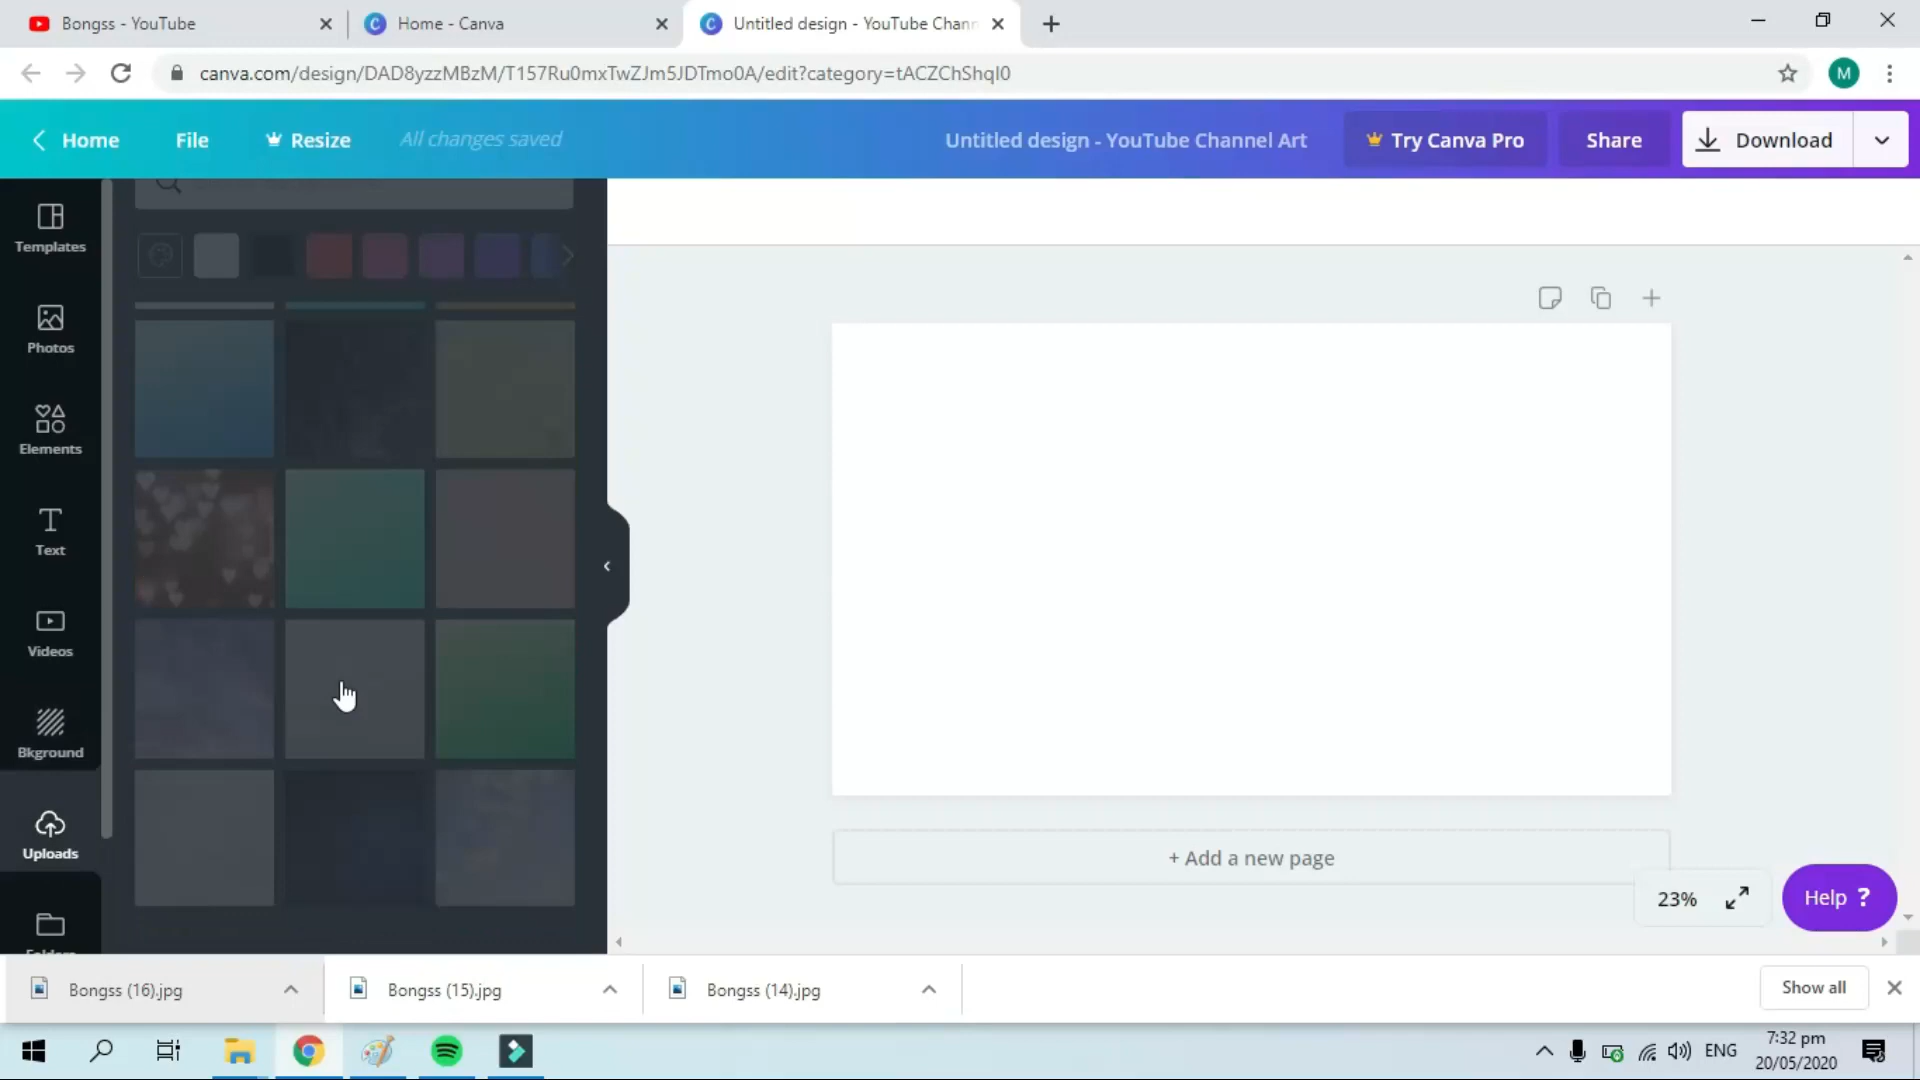 Bongss - YouTube
Home - Canva
Untitled design - YouTube Chann
canva.com/design/DAD8yzzMBzM/T157Ru0mxTwZJm5JDTmo0A/edit?category=tACZChShqI0
M
Home
File
Resize
All changes saved
Untitled design - YouTube Channel Art
Try Canva Pro
Share
Download
Templates
Photos
Elements
Text
Videos
Bkground
Uploads
+ Add a new page
23%
Help ?
Bongss (16).jpg
Bongss (15).jpg
Bongss (14).jpg
Show all
ENG
7:32 pm
20/05/2020